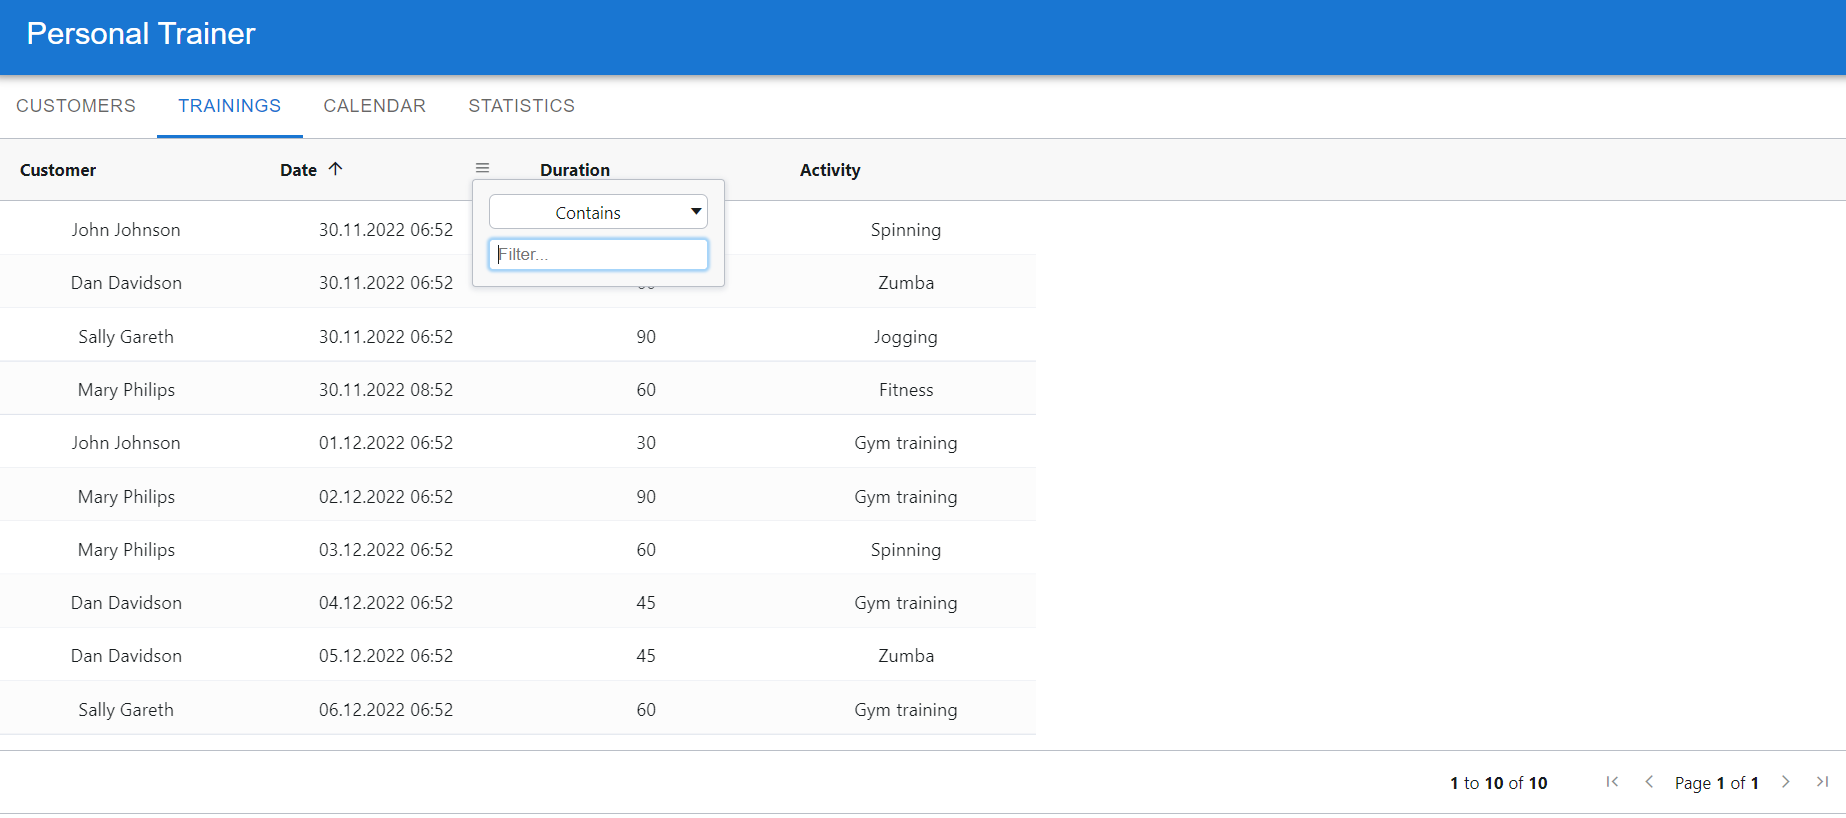 Personal Trainer
CUSTOMERS TRAININGS CALENDAR STATISTICS
Customer Date Duration Activity
Contains
Filter...
John Johnson 30.11.2022 06:52 Spinning
Dan Davidson 30.11.2022 06:52 Zumba
Sally Gareth 30.11.2022 06:52 90 Jogging
Mary Philips 30.11.2022 08:52 60 Fitness
John Johnson 01.12.2022 06:52 30 Gym training
Mary Philips 02.12.2022 06:52 90 Gym training
Mary Philips 03.12.2022 06:52 60 Spinning
Dan Davidson 04.12.2022 06:52 45 Gym training
Dan Davidson 05.12.2022 06:52 45 Zumba
Sally Gareth 06.12.2022 06:52 60 Gym training
1 to 10 of 10 Page 1 of 1